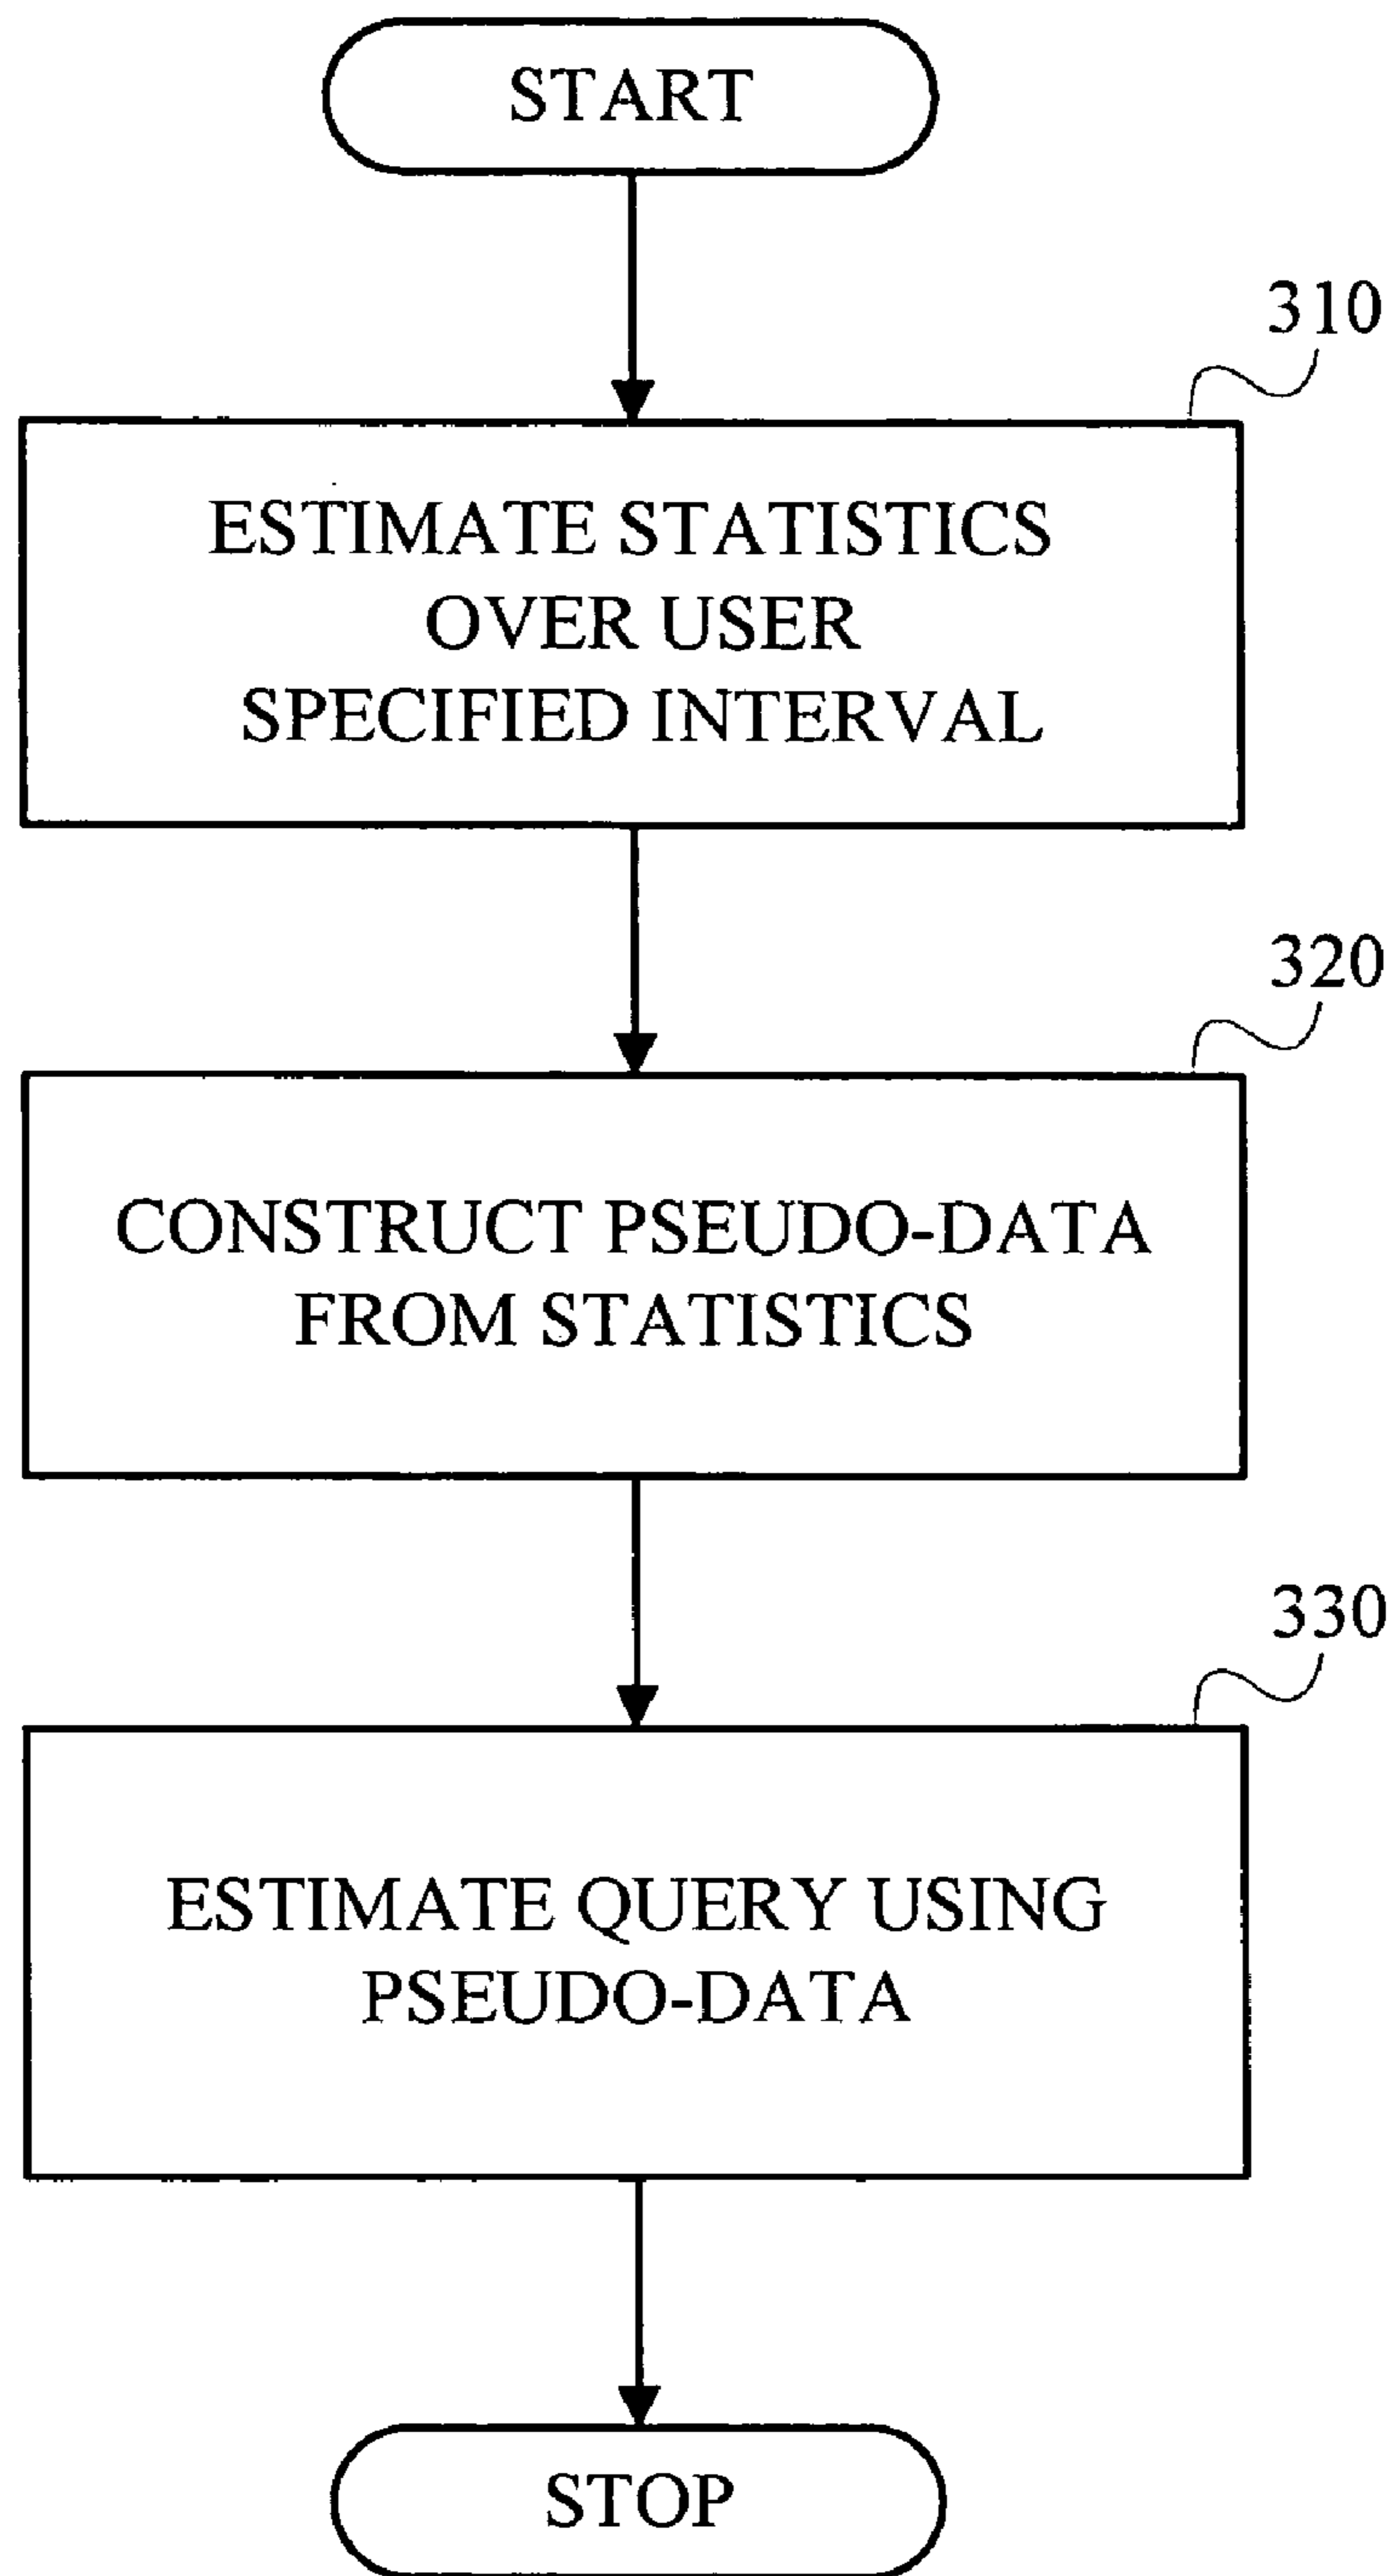 START
310
ESTIMATE STATISTICS
OVER USER
SPECIFIED INTERVAL
320
CONSTRUCT PSEUDO-DATA
FROM STATISTICS
330
ESTIMATE QUERY USING
PSEUDO-DATA
STOP